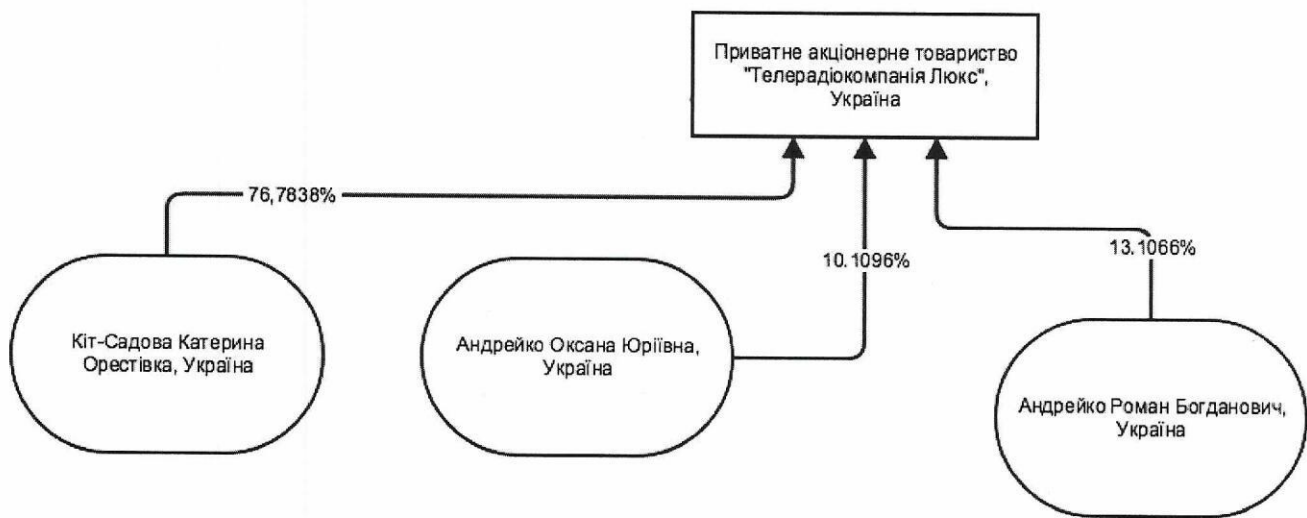 Приватне акціонерне товариство
"Телерадіокомпанія Люкс",
Україна
76,7838%
10.1096%
13.1066%
Кіт-Садова Катерина
Орестівка, Україна
Андрейко Оксана Юріївна,
Україна
Андрейко Роман Богданович,
Україна